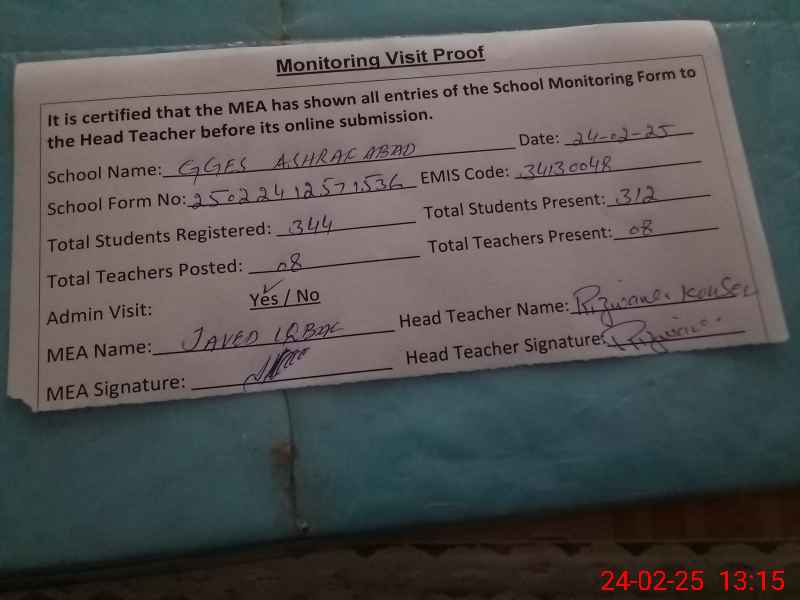 Monitoring Visit Proof
It is certified that the MEA has shown all entries of the School Monitoring Form to
the Head Teacher before its online submission.
School Name: GGES ASHRAF ABAD Date: 24-02-25
School Form No: 25022412571536 EMIS Code: 34130048
Total Students Registered: 344 Total Students Present: 312
Total Teachers Posted: 08 Total Teachers Present: 08
Admin Visit: Yes / No
MEA Name: JAVED IQBAL Head Teacher Name: Rizwana Kouser
MEA Signature: Head Teacher Signature: Rizwana
24-02-25 13:15